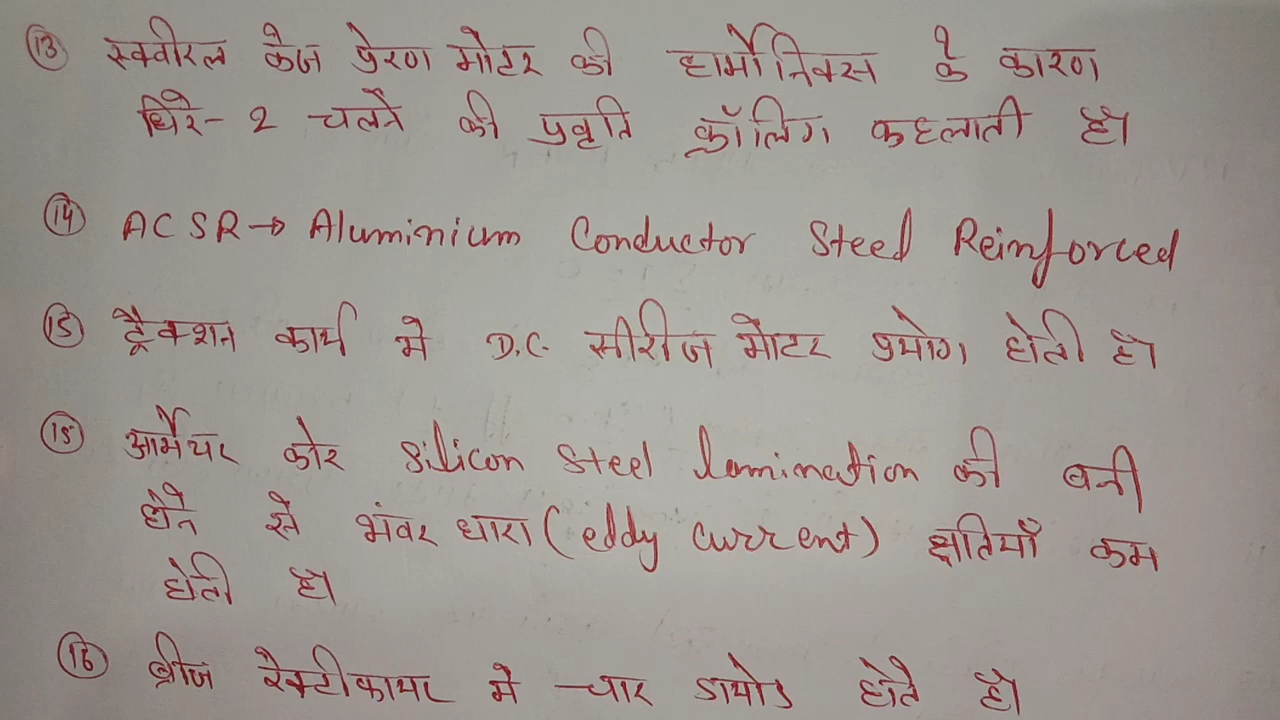 (13) स्क्वीरल केज प्रेरण मोटर की हार्मोनिक्स के कारण
धिरे-2 चलने की प्रवृति क्रॉलिंग कहलाती है।
(14) ACSR → Aluminium Conductor Steel Reinforced
(15) ट्रैक्शन कार्य मे D.C. सीरीज मोटर प्रयोग होती है।
(15) आर्मेचर कोर Silicon Steel lamination की बनी
होने से भंवर धारा (eddy current) क्षतियाँ कम
होती है।
(16) ब्रीज रैक्टीफायर मे चार डायोड होते है।